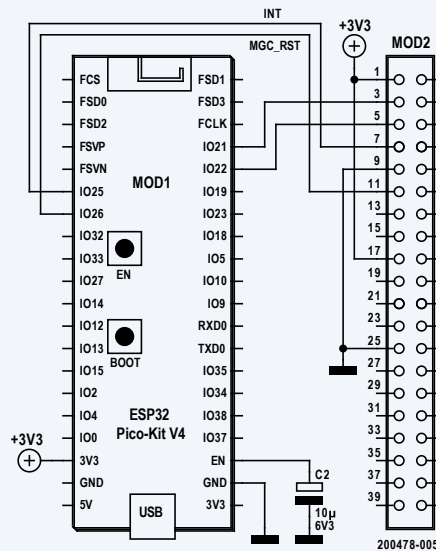 INT
MGC_RST
+3V3
MOD2
FCS
FSD0
FSD2
FSVP
FSVN
IO25
IO26
IO32
IO33
IO27
IO14
IO12
IO13
IO15
IO2
IO4
IO0
3V3
GND
5V
MOD1
EN
BOOT
ESP32
Pico-Kit V4
USB
FSD1
FSD3
FCLK
IO21
IO22
IO19
IO23
IO18
IO5
IO10
IO9
RXD0
TXD0
IO35
IO34
IO38
IO37
EN
GND
3V3
+3V3
C2
10µ
6V3
1
3
5
7
9
11
13
15
17
19
21
23
25
27
29
31
33
35
37
39
200478-005